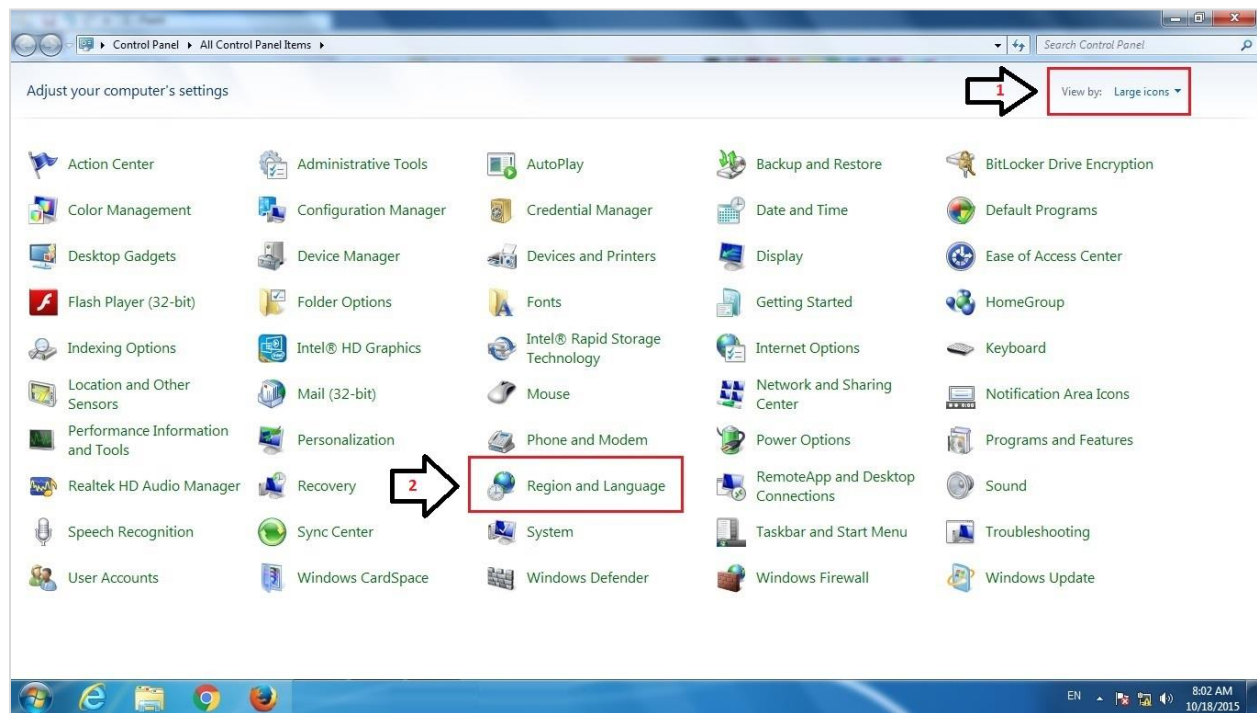 Control Panel ▸ All Control Panel Items ▸
Search Control Panel
Adjust your computer's settings
1
View by: Large icons
Action Center
Administrative Tools
AutoPlay
Backup and Restore
BitLocker Drive Encryption
Color Management
Configuration Manager
Credential Manager
Date and Time
Default Programs
Desktop Gadgets
Device Manager
Devices and Printers
Display
Ease of Access Center
Flash Player (32-bit)
Folder Options
Fonts
Getting Started
HomeGroup
Indexing Options
Intel® HD Graphics
Intel® Rapid Storage
Technology
Internet Options
Keyboard
Location and Other
Sensors
Mail (32-bit)
Mouse
Network and Sharing
Center
Notification Area Icons
Performance Information
and Tools
Personalization
Phone and Modem
Power Options
Programs and Features
Realtek HD Audio Manager
Recovery
2
Region and Language
RemoteApp and Desktop
Connections
Sound
Speech Recognition
Sync Center
System
Taskbar and Start Menu
Troubleshooting
User Accounts
Windows CardSpace
Windows Defender
Windows Firewall
Windows Update
EN
8:02 AM
10/18/2015